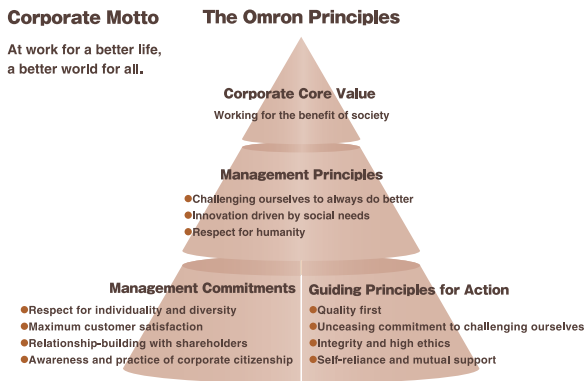 Corporate Motto
At work for a better life,
a better world for all.
The Omron Principles
Corporate Core Value
Working for the benefit of society
Management Principles
●Challenging ourselves to always do better
●Innovation driven by social needs
●Respect for humanity
Management Commitments
●Respect for individuality and diversity
●Maximum customer satisfaction
●Relationship-building with shareholders
●Awareness and practice of corporate citizenship
Guiding Principles for Action
●Quality first
●Unceasing commitment to challenging ourselves
●Integrity and high ethics
●Self-reliance and mutual support